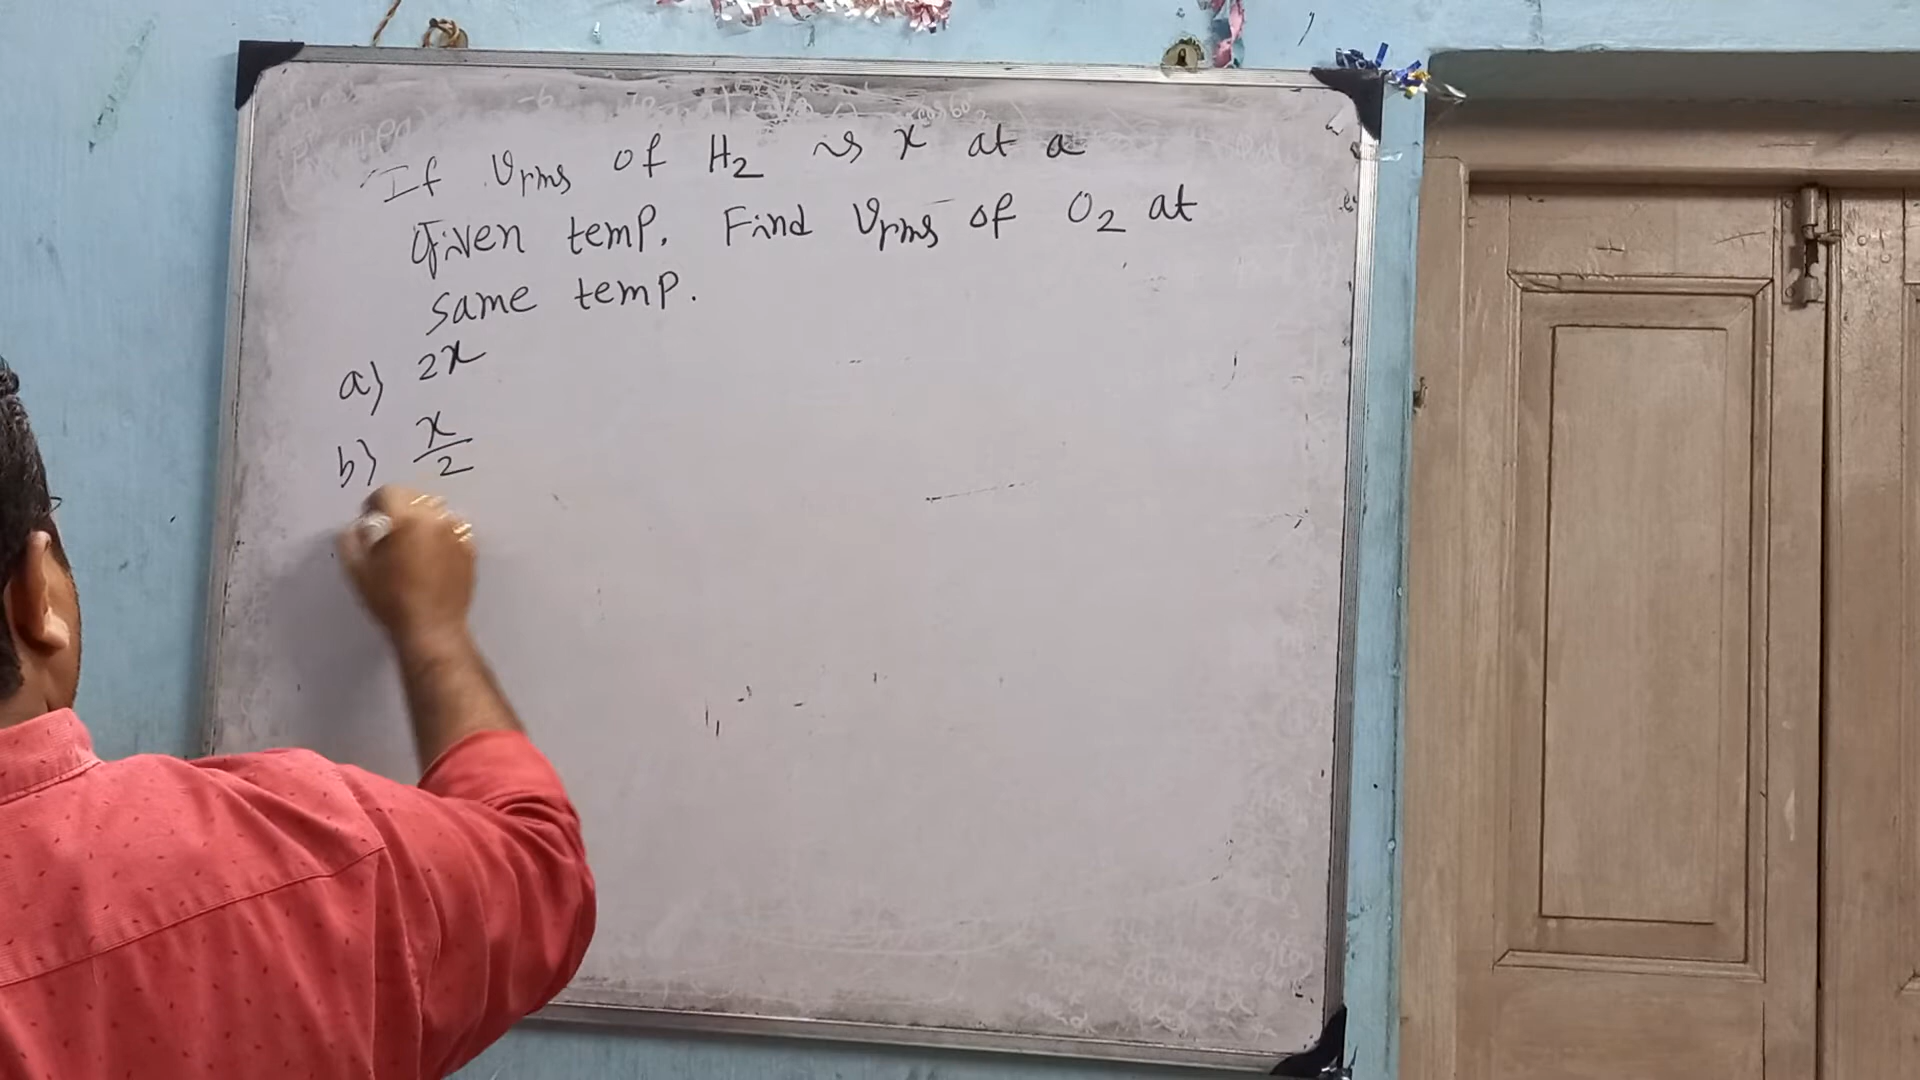 If vrms of H2 is x at a
Given temp. Find vrms of O2 at
same temp.
a) 2x
b) x/2